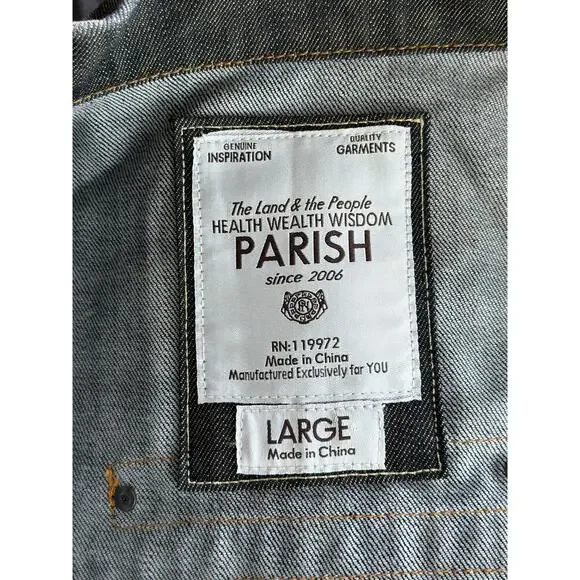 GENUINE QUALITY
INSPIRATION GARMENTS
The Land & the People
HEALTH WEALTH WISDOM
PARISH
since 2006
PN
RN:119972
Made in China
Manufactured Exclusively for YOU
LARGE
Made in China